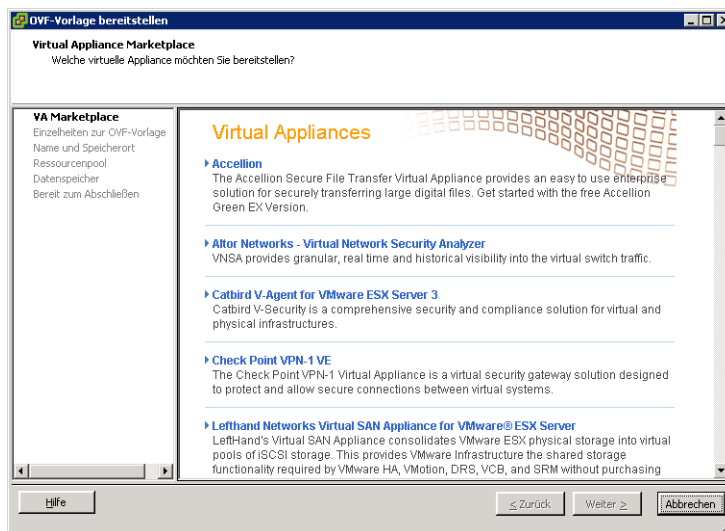 OVF-Vorlage bereitstellen
Virtual Appliance Marketplace
Welche virtuelle Appliance möchten Sie bereitstellen?
VA Marketplace
Einzelheiten zur OVF-Vorlage
Name und Speicherort
Ressourcenpool
Datenspeicher
Bereit zum Abschließen
Virtual Appliances
Accellion
The Accellion Secure File Transfer Virtual Appliance provides an easy to use enterprise
solution for securely transferring large digital files. Get started with the free Accellion
Green EX Version.
Altor Networks - Virtual Network Security Analyzer
VNSA provides granular, real time and historical visibility into the virtual switch traffic.
Catbird V-Agent for VMware ESX Server 3
Catbird V-Security is a comprehensive security and compliance solution for virtual and
physical infrastructures.
Check Point VPN-1 VE
The Check Point VPN-1 Virtual Appliance is a virtual security gateway solution designed
to protect and allow secure connections between virtual systems.
Lefthand Networks Virtual SAN Appliance for VMware® ESX Server
LeftHand's Virtual SAN Appliance consolidates VMware ESX physical storage into virtual
pools of iSCSI storage. This provides VMware Infrastructure the shared storage
functionality required by VMware HA, VMotion, DRS, VCB, and SRM without purchasing
Hilfe
< Zurück
Weiter >
Abbrechen